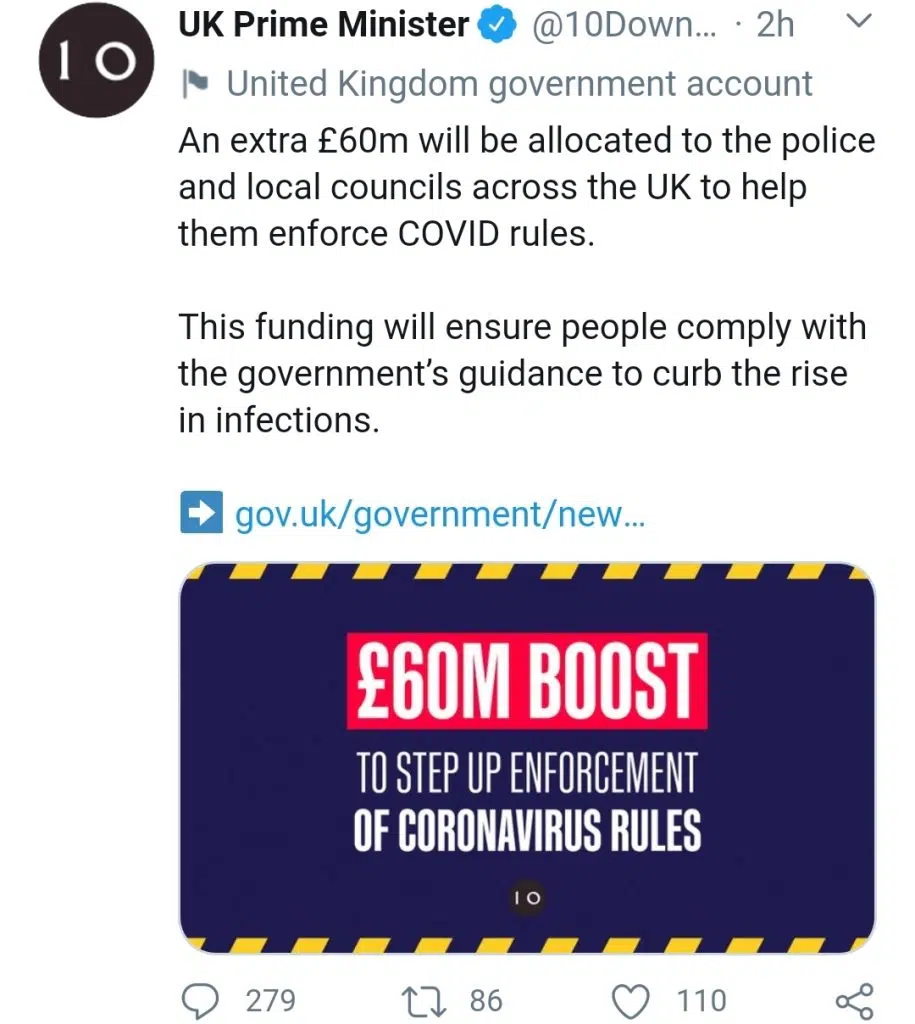 10
UK Prime Minister @10Down... · 2h
United Kingdom government account
An extra £60m will be allocated to the police
and local councils across the UK to help
them enforce COVID rules.
This funding will ensure people comply with
the government's guidance to curb the rise
in infections.
gov.uk/government/new...
£60M BOOST
TO STEP UP ENFORCEMENT
OF CORONAVIRUS RULES
10
279 86 110